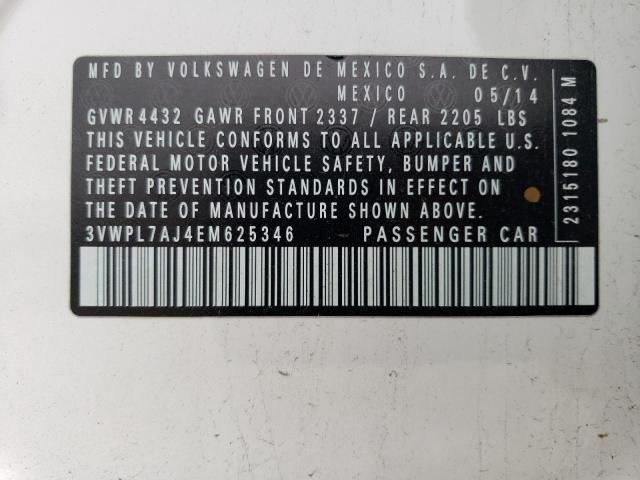 MFD BY VOLKSWAGEN DE MEXICO S.A. DE C.V.
MEXICO 05/14
GVWR 4432 GAWR FRONT 2337 / REAR 2205 LBS
THIS VEHICLE CONFORMS TO ALL APPLICABLE U.S.
FEDERAL MOTOR VEHICLE SAFETY, BUMPER AND
THEFT PREVENTION STANDARDS IN EFFECT ON
THE DATE OF MANUFACTURE SHOWN ABOVE.
3VWPL7AJ4EM625346 PASSENGER CAR
2315180 1084 M